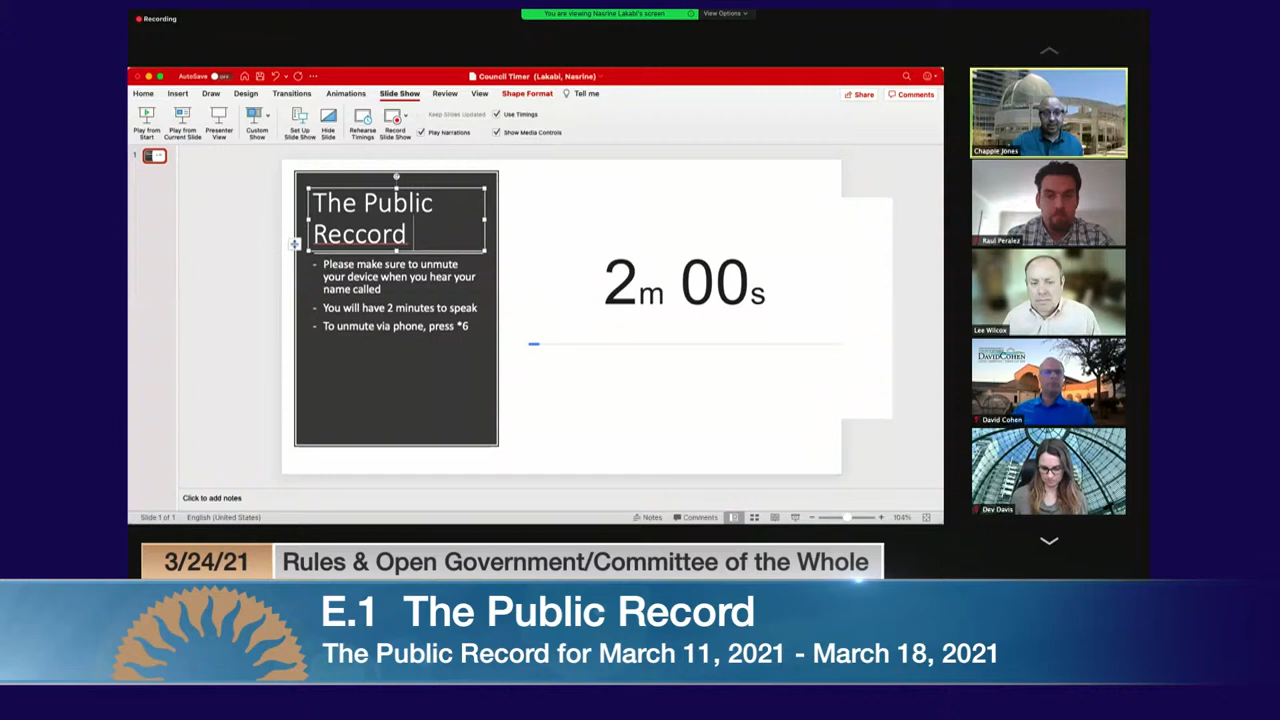 Recording
You are viewing Nasrine Lakabi's screen
View Options
AutoSave OFF
Council Timer (Lakabi, Nasrine)
Home Insert Draw Design Transitions Animations Slide Show Review View Shape Format Tell me
Share Comments
Play from Start
Play from Current Slide
Presenter View
Custom Show
Set Up Slide Show
Hide Slide
Rehearse Timings
Record Slide Show
Keep Slides Updated
Use Timings
Play Narrations
Show Media Controls
1
The Public
Reccord
- Please make sure to unmute
your device when you hear your
name called
- You will have 2 minutes to speak
- To unmute via phone, press *6
2m 00s
Click to add notes
Slide 1 of 1 English (United States)
Notes Comments 104%
Chappie Jones
Raul Peralez
Lee Wilcox
DAVID COHEN
David Cohen
Dev Davis
3/24/21 Rules & Open Government/Committee of the Whole
E.1 The Public Record
The Public Record for March 11, 2021 - March 18, 2021